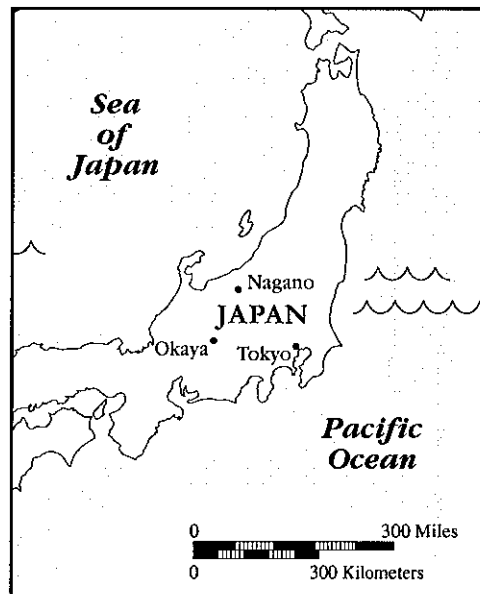 Sea
of
Japan
Nagano
JAPAN
Okaya
Tokyo
Pacific
Ocean
0 300 Miles
0 300 Kilometers